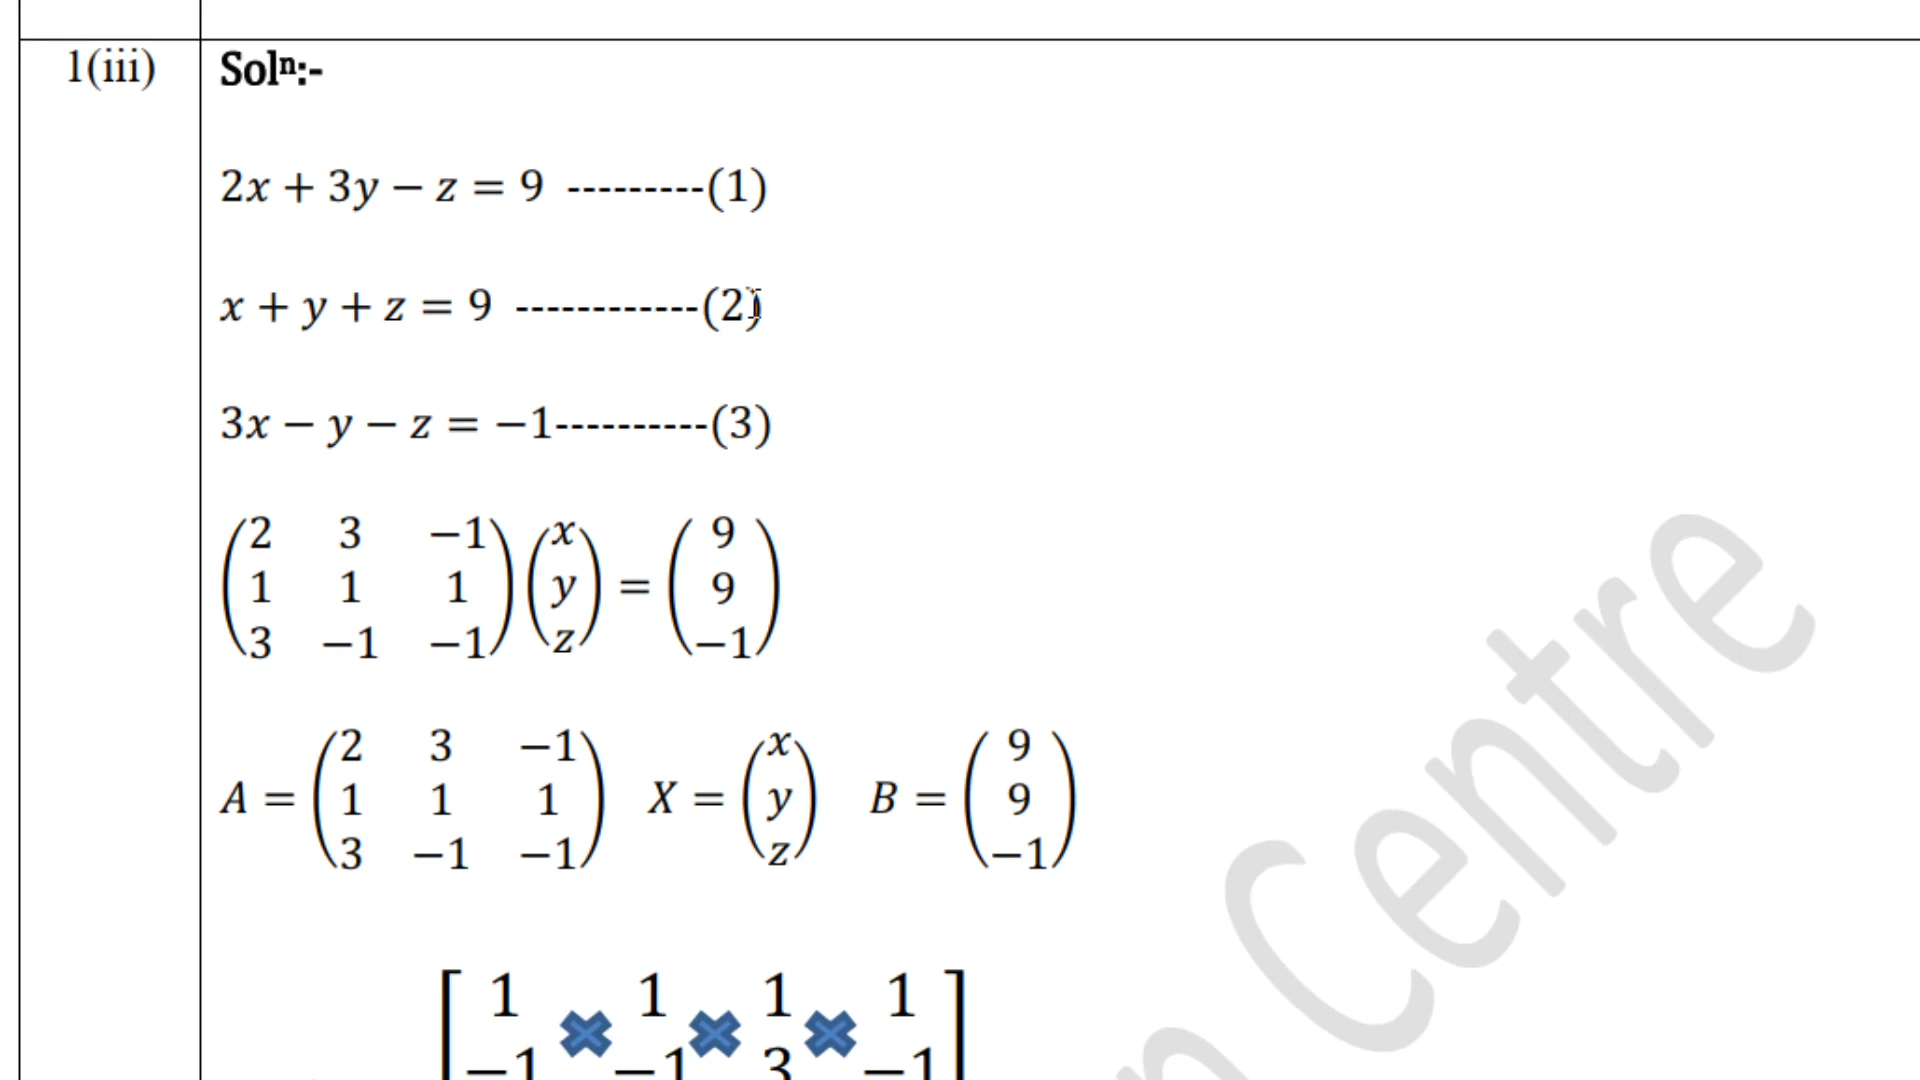 1(iii) Solⁿ:-
2x + 3y − z = 9 ---------(1)
x + y + z = 9 ------------(2)
3x − y − z = −1----------(3)
(2 3 −1) (x) = (9)
(1 1 1) (y) (9)
(3 −1 −1) (z) (−1)
A = (2 3 −1) X = (x) B = (9)
(1 1 1) (y) (9)
(3 −1 −1) (z) (−1)
[1 1 1 1]
−1 −1 3 −1
Centre